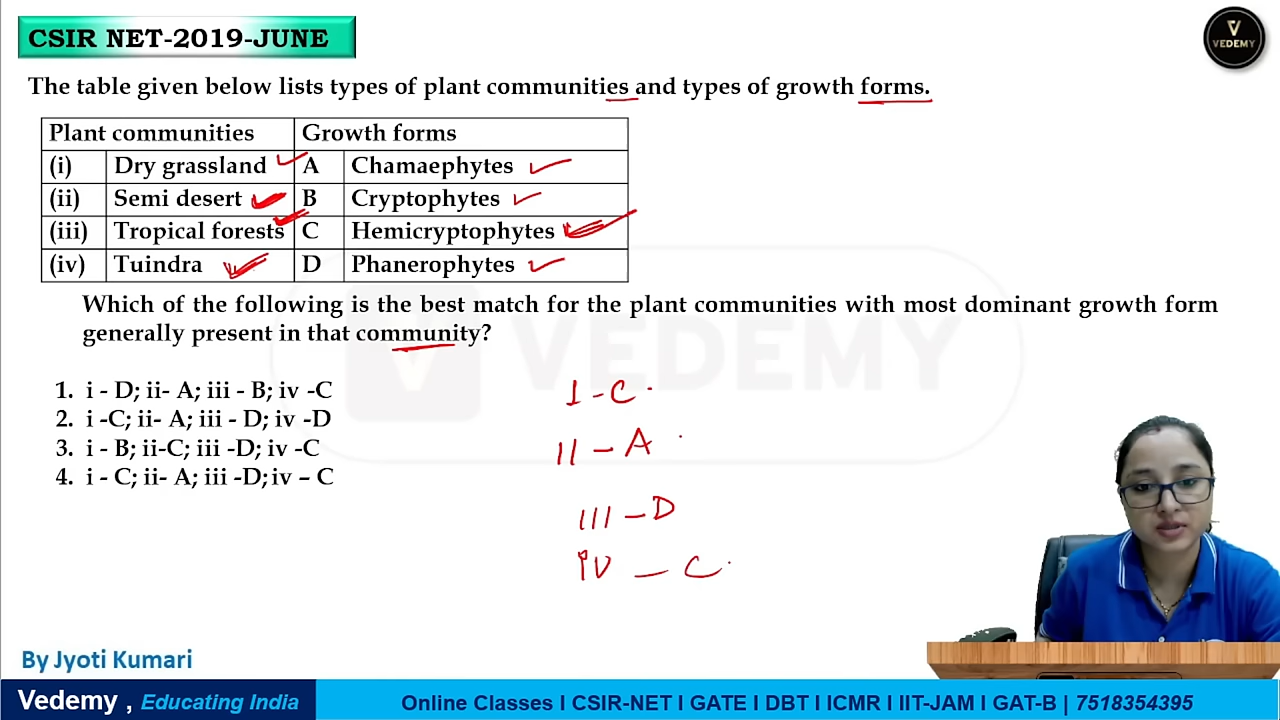 CSIR NET-2019-JUNE
V
VEDEMY
The table given below lists types of plant communities and types of growth forms.
Plant communities Growth forms
(i) Dry grassland A Chamaephytes
(ii) Semi desert B Cryptophytes
(iii) Tropical forests C Hemicryptophytes
(iv) Tuindra D Phanerophytes
Which of the following is the best match for the plant communities with most dominant growth form
generally present in that community?
VEDEMY
1. i - D; ii- A; iii - B; iv -C
2. i -C; ii- A; iii - D; iv -D
3. i - B; ii-C; iii -D; iv -C
4. i - C; ii- A; iii -D; iv – C
I - C
II - A
III - D
IV - C
By Jyoti Kumari
Vedemy , Educating India
Online Classes I CSIR-NET I GATE I DBT I ICMR I IIT-JAM I GAT-B | 7518354395